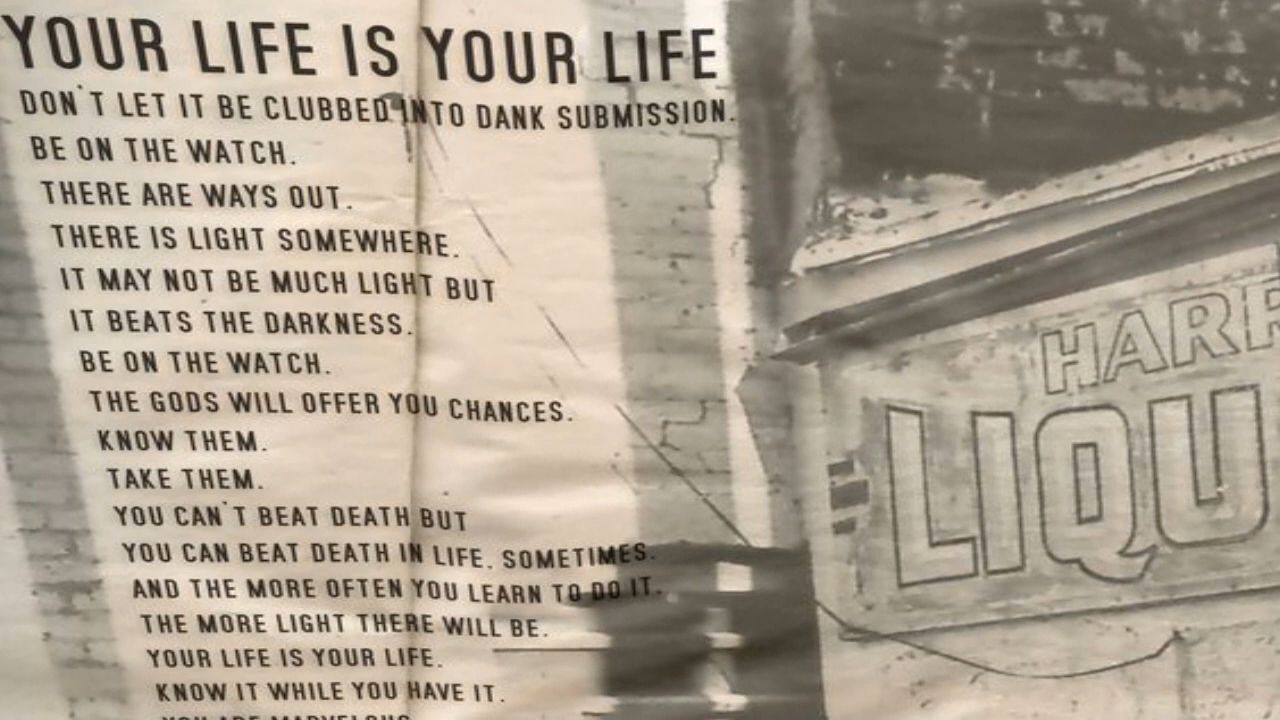 YOUR LIFE IS YOUR LIFE
DON'T LET IT BE CLUBBED INTO DANK SUBMISSION.
BE ON THE WATCH.
THERE ARE WAYS OUT.
THERE IS LIGHT SOMEWHERE.
IT MAY NOT BE MUCH LIGHT BUT
IT BEATS THE DARKNESS.
BE ON THE WATCH.
THE GODS WILL OFFER YOU CHANCES.
KNOW THEM.
TAKE THEM.
YOU CAN'T BEAT DEATH BUT
YOU CAN BEAT DEATH IN LIFE, SOMETIMES.
AND THE MORE OFTEN YOU LEARN TO DO IT,
THE MORE LIGHT THERE WILL BE.
YOUR LIFE IS YOUR LIFE.
KNOW IT WHILE YOU HAVE IT.
YOU ARE MARVELOUS
HARR
LIQU